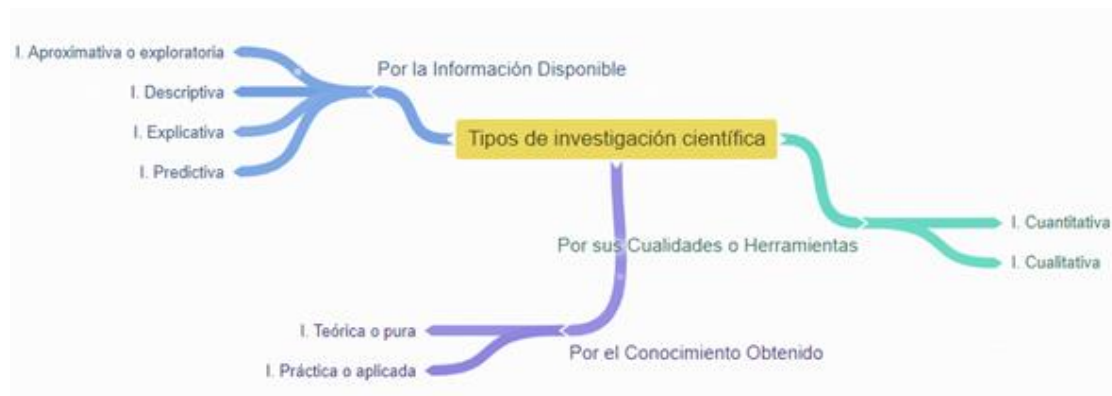 Tipos de investigación científica
Por la Información Disponible
I. Aproximativa o exploratoria
I. Descriptiva
I. Explicativa
I. Predictiva
Por sus Cualidades o Herramientas
I. Cuantitativa
I. Cualitativa
Por el Conocimiento Obtenido
I. Teórica o pura
I. Práctica o aplicada